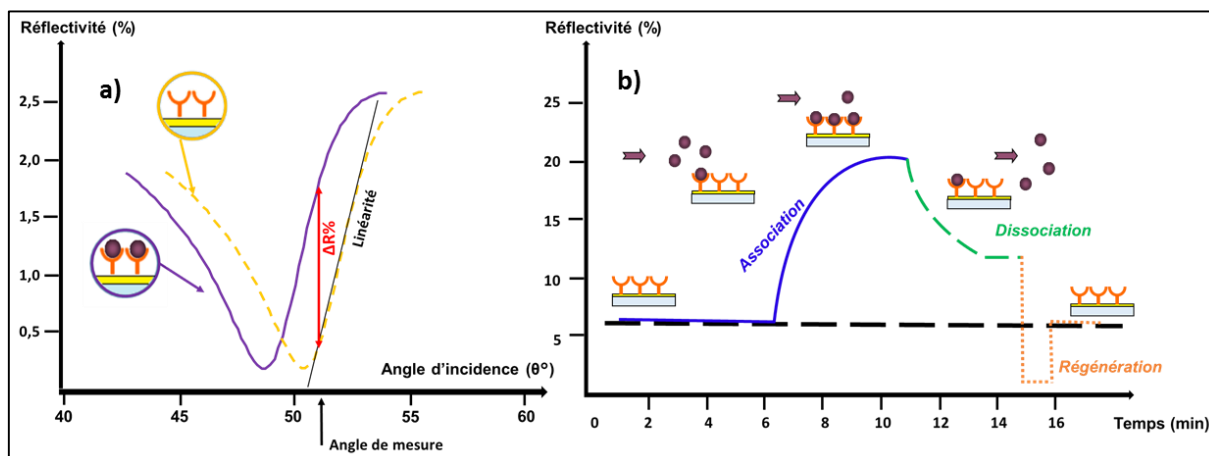 Réflectivité (%)
a)
2,5
2,0
1,0
0,5
ΔR%
Linéarité
Angle d'incidence (θ°)
40
45
50
55
60
Angle de mesure
Réflectivité (%)
b)
25
20
15
10
5
Association
Dissociation
Régénération
0
2
4
6
8
10
12
14
16
Temps (min)